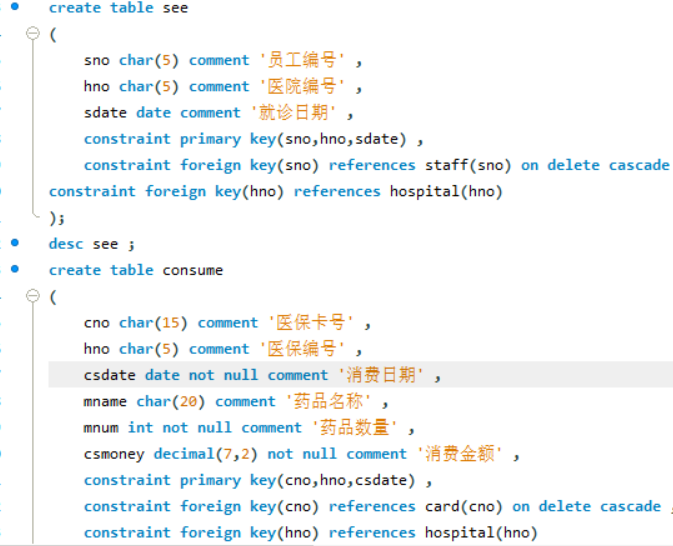 create table see
(
sno char(5) comment '员工编号' ,
hno char(5) comment '医院编号' ,
sdate date comment '就诊日期' ,
constraint primary key(sno,hno,sdate) ,
constraint foreign key(sno) references staff(sno) on delete cascade
constraint foreign key(hno) references hospital(hno)
);
desc see ;
create table consume
(
cno char(15) comment '医保卡号' ,
hno char(5) comment '医保编号' ,
csdate date not null comment '消费日期' ,
mname char(20) comment '药品名称' ,
mnum int not null comment '药品数量' ,
csmoney decimal(7,2) not null comment '消费金额' ,
constraint primary key(cno,hno,csdate) ,
constraint foreign key(cno) references card(cno) on delete cascade ,
constraint foreign key(hno) references hospital(hno)